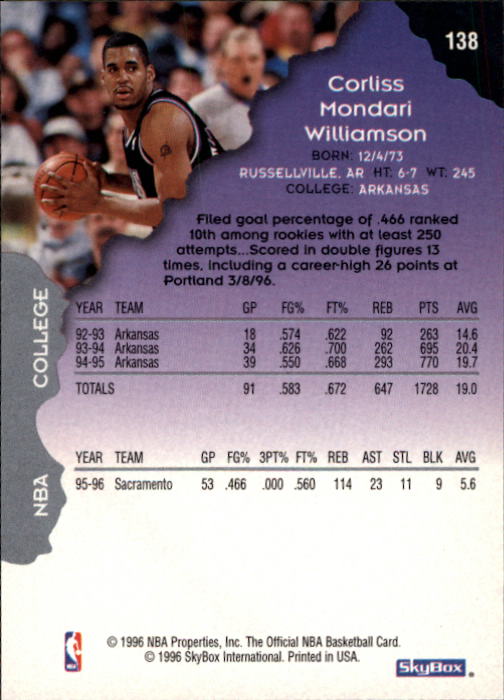 138
Corliss
Mondari
Williamson
BORN: 12/4/73
RUSSELLVILLE, AR HT: 6-7 WT: 245
COLLEGE: ARKANSAS
Filed goal percentage of .466 ranked
10th among rookies with at least 250
attempts...Scored in double figures 13
times, including a career-high 26 points at
Portland 3/8/96.
COLLEGE
YEAR TEAM GP FG% FT% REB PTS AVG
92-93 Arkansas 18 .574 .622 92 263 14.6
93-94 Arkansas 34 .626 .700 262 695 20.4
94-95 Arkansas 39 .550 .668 293 770 19.7
TOTALS 91 .583 .672 647 1728 19.0
NBA
YEAR TEAM GP FG% 3PT% FT% REB AST STL BLK AVG
95-96 Sacramento 53 .466 .000 .560 114 23 11 9 5.6
NBA
© 1996 NBA Properties, Inc. The Official NBA Basketball Card.
© 1996 SkyBox International. Printed in USA.
SkyBox®